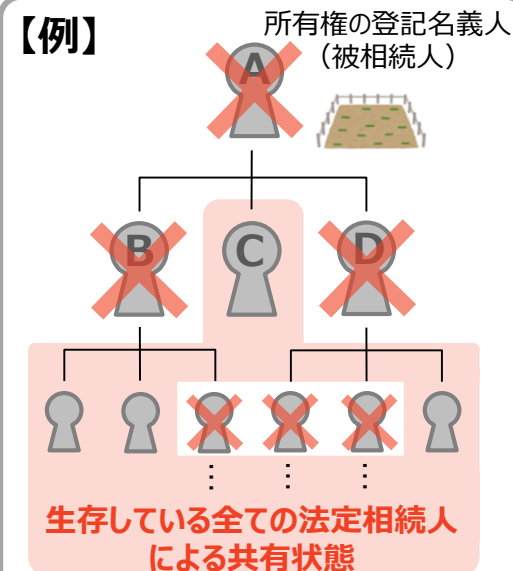 【例】
所有権の登記名義人
（被相続人）
A
B
C
D
生存している全ての法定相続人
による共有状態